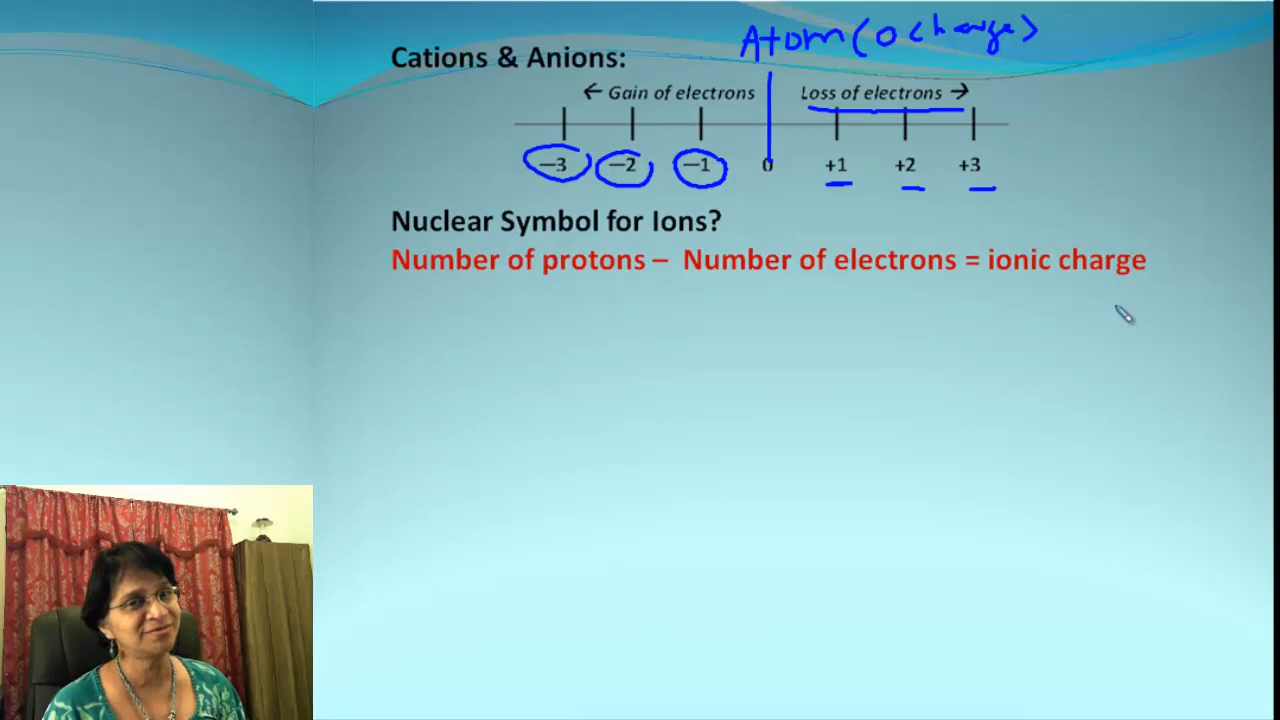 Atom (0 charge)
Cations & Anions:
← Gain of electrons Loss of electrons →
−3 −2 −1 0 +1 +2 +3
Nuclear Symbol for Ions?
Number of protons – Number of electrons = ionic charge